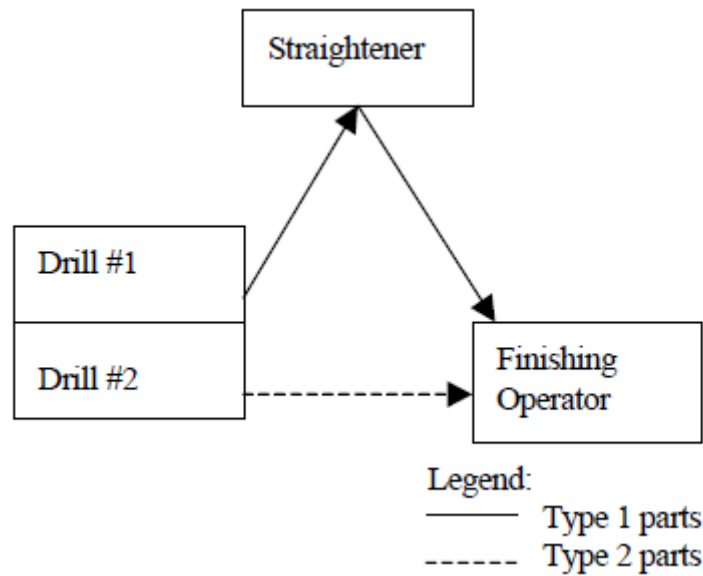 Straightener
Drill #1
Drill #2
Finishing
Operator
Legend:
Type 1 parts
Type 2 parts